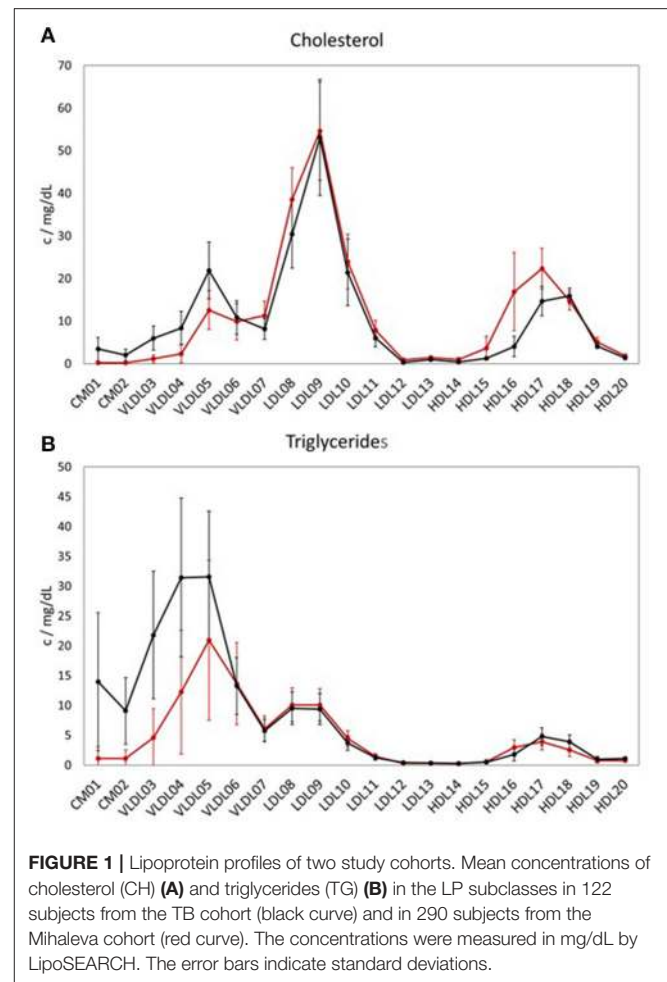 A
Cholesterol
c / mg/dL
70
60
50
40
30
20
10
0
CM01 CM02 VLDL03 VLDL04 VLDL05 VLDL06 VLDL07 LDL08 LDL09 LDL10 LDL11 LDL12 LDL13 HDL14 HDL15 HDL16 HDL17 HDL18 HDL19 HDL20
B
Triglycerides
c / mg/dL
50
45
40
35
30
25
20
15
10
5
0
CM01 CM02 VLDL03 VLDL04 VLDL05 VLDL06 VLDL07 LDL08 LDL09 LDL10 LDL11 LDL12 LDL13 HDL14 HDL15 HDL16 HDL17 HDL18 HDL19 HDL20
FIGURE 1 | Lipoprotein profiles of two study cohorts. Mean concentrations of
cholesterol (CH) (A) and triglycerides (TG) (B) in the LP subclasses in 122
subjects from the TB cohort (black curve) and in 290 subjects from the
Mihaleva cohort (red curve). The concentrations were measured in mg/dL by
LipoSEARCH. The error bars indicate standard deviations.